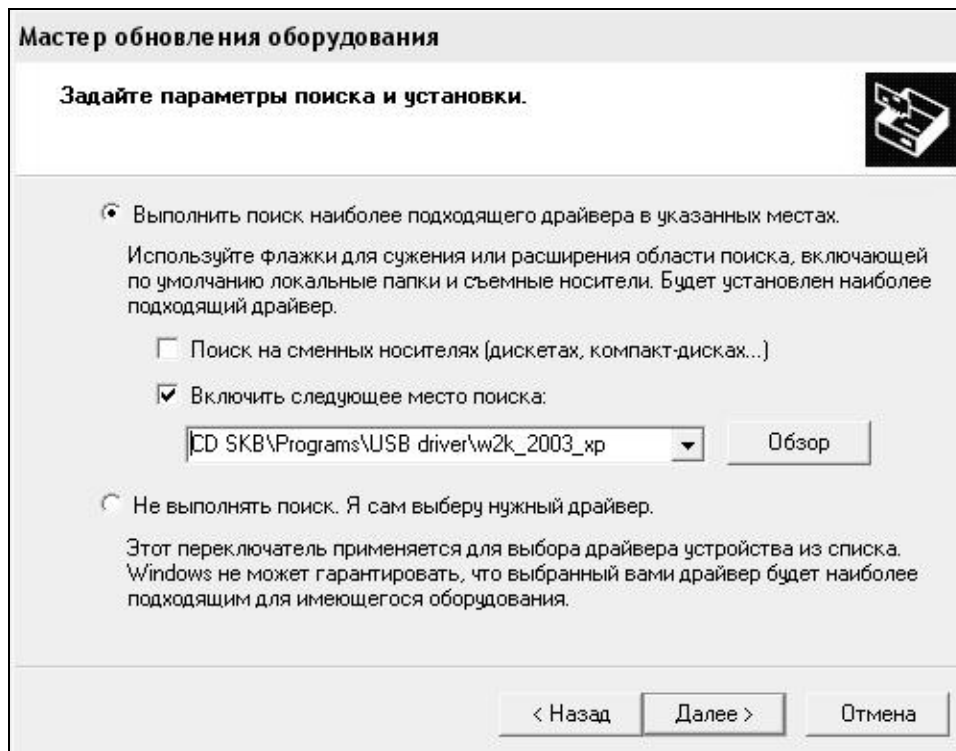 Мастер обновления оборудования
Задайте параметры поиска и установки.
Выполнить поиск наиболее подходящего драйвера в указанных местах.
Используйте флажки для сужения или расширения области поиска, включающей
по умолчанию локальные папки и съемные носители. Будет установлен наиболее
подходящий драйвер.
Поиск на сменных носителях (дискетах, компакт-дисках...)
Включить следующее место поиска:
CD SKB\Programs\USB driver\w2k_2003_xp
Обзор
Не выполнять поиск. Я сам выберу нужный драйвер.
Этот переключатель применяется для выбора драйвера устройства из списка.
Windows не может гарантировать, что выбранный вами драйвер будет наиболее
подходящим для имеющегося оборудования.
< Назад
Далее >
Отмена